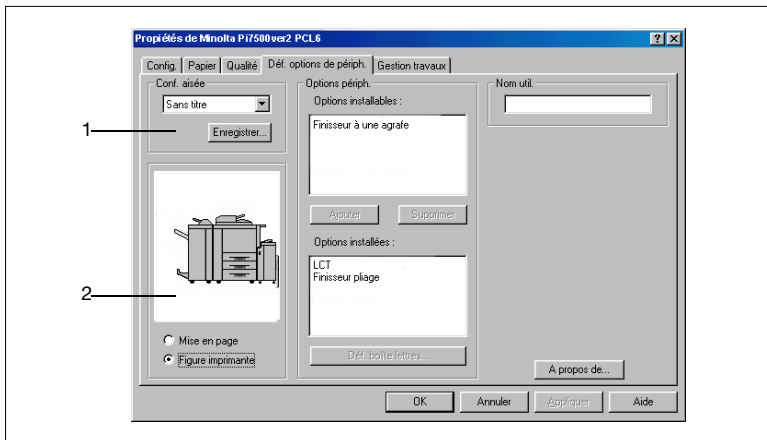 Propiétés de Minolta Pi7500ver2 PCL6
Config. Papier Qualité Déf. options de périph. Gestion travaux
Conf. aisée
Sans titre
Enregistrer...
1
2
Mise en page
Figure imprimante
Options périph.
Options installables :
Finisseur à une agrafe
Ajouter Supprimer
Options installées :
LCT
Finisseur pliage
Déf. boîte lettres...
Nom util.
A propos de...
OK Annuler Appliquer Aide